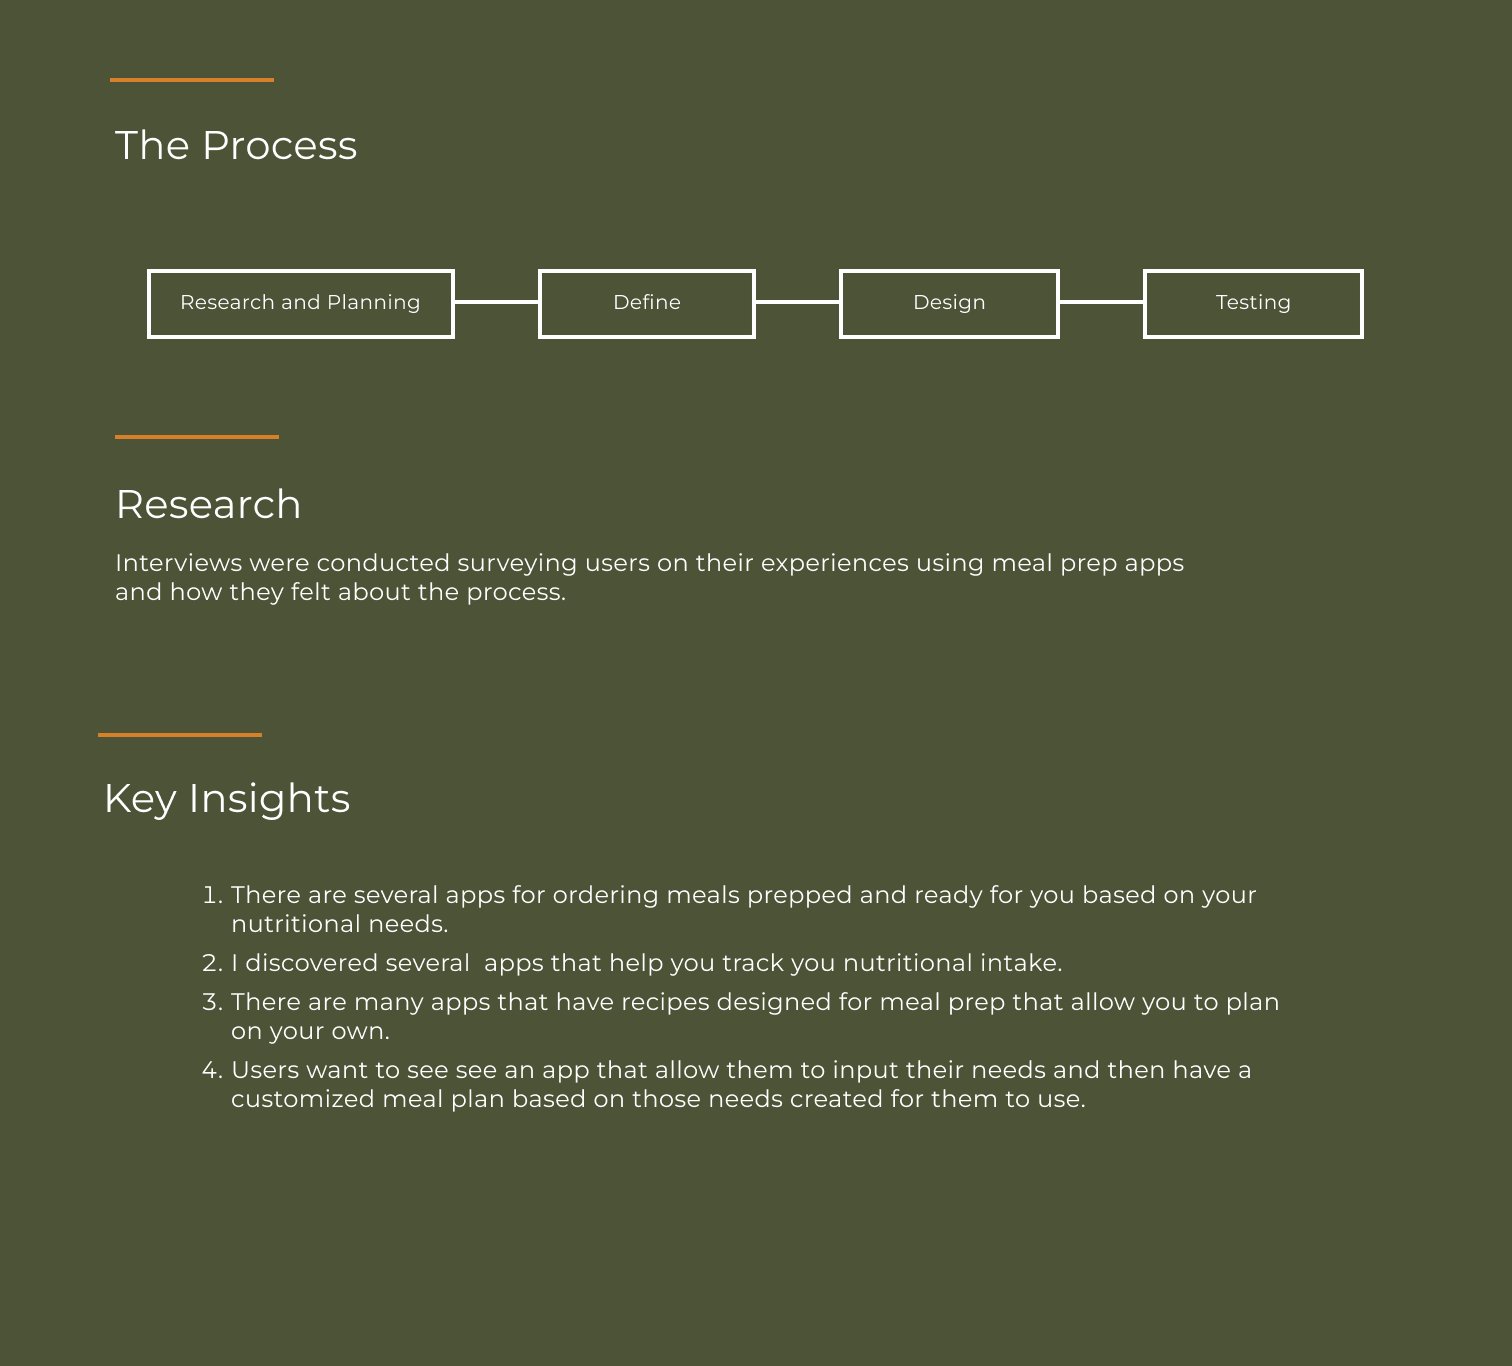 The Process
Research and Planning
Define
Design
Testing
Research
Interviews were conducted surveying users on their experiences using meal prep apps
and how they felt about the process.
Key Insights
1. There are several apps for ordering meals prepped and ready for you based on your
nutritional needs.
2. I discovered several  apps that help you track you nutritional intake.
3. There are many apps that have recipes designed for meal prep that allow you to plan
on your own.
4. Users want to see see an app that allow them to input their needs and then have a
customized meal plan based on those needs created for them to use.